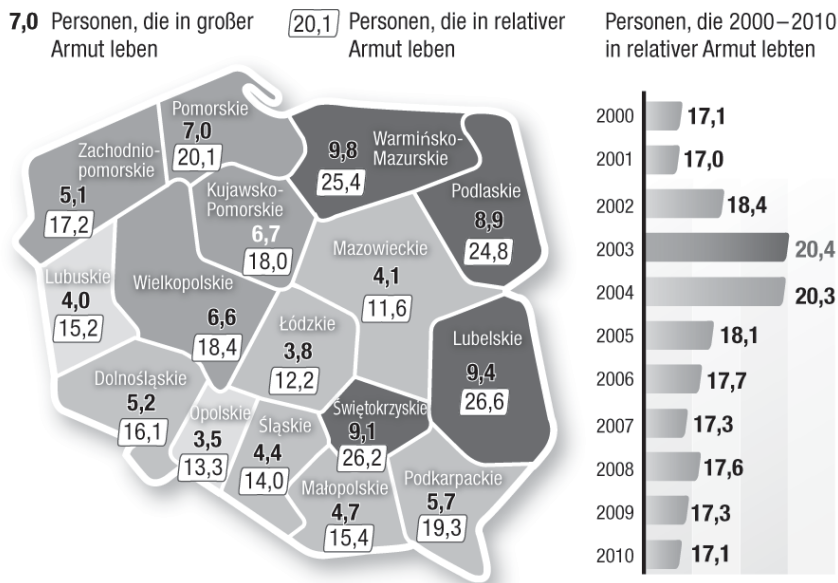 7,0 Personen, die in großer
Armut leben
20,1 Personen, die in relativer
Armut leben
Personen, die 2000–2010
in relativer Armut lebten
Pomorskie
7,0
20,1
Zachodnio-
pomorskie
5,1
17,2
Warmińsko-
Mazurskie
9,8
25,4
Podlaskie
8,9
24,8
Kujawsko-
Pomorskie
6,7
18,0
Mazowieckie
4,1
11,6
Lubuskie
4,0
15,2
Wielkopolskie
6,6
18,4
Łódzkie
3,8
12,2
Lubelskie
9,4
26,6
Dolnośląskie
5,2
16,1
Opolskie
3,5
13,3
Śląskie
4,4
14,0
Świętokrzyskie
9,1
26,2
Małopolskie
4,7
15,4
Podkarpackie
5,7
19,3
2000 17,1
2001 17,0
2002 18,4
2003 20,4
2004 20,3
2005 18,1
2006 17,7
2007 17,3
2008 17,6
2009 17,3
2010 17,1